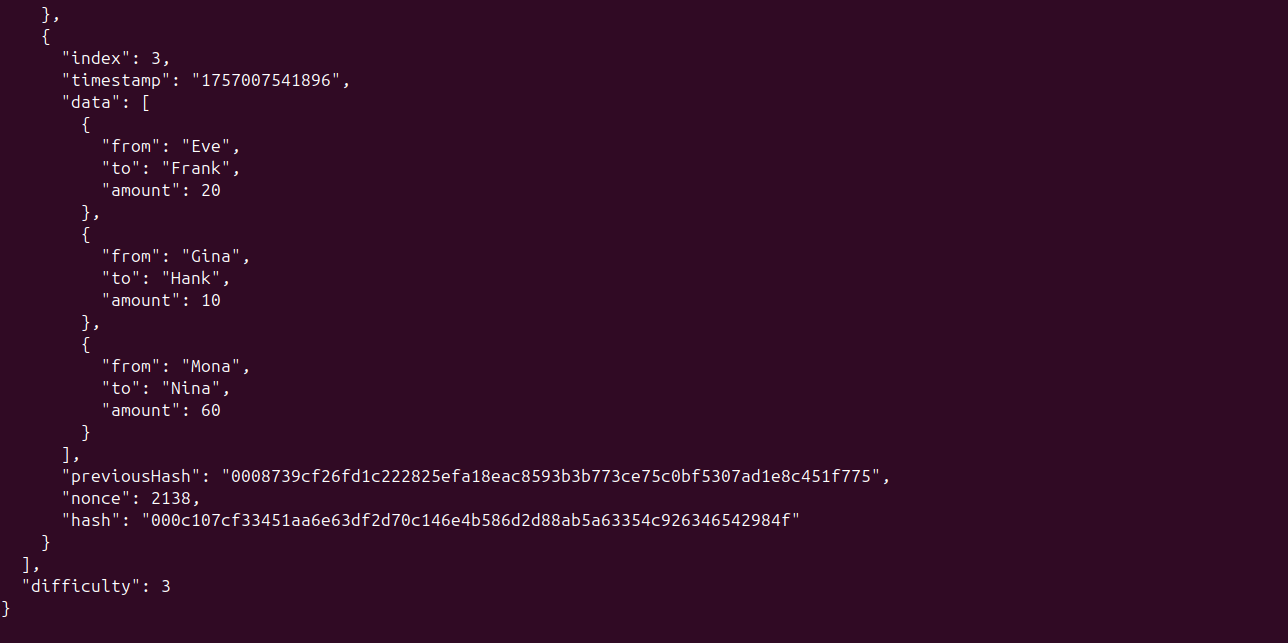 },
    {
      "index": 3,
      "timestamp": "1757007541896",
      "data": [
        {
          "from": "Eve",
          "to": "Frank",
          "amount": 20
        },
        {
          "from": "Gina",
          "to": "Hank",
          "amount": 10
        },
        {
          "from": "Mona",
          "to": "Nina",
          "amount": 60
        }
      ],
      "previousHash": "0008739cf26fd1c222825efa18eac8593b3b773ce75c0bf5307ad1e8c451f775",
      "nonce": 2138,
      "hash": "000c107cf33451aa6e63df2d70c146e4b586d2d88ab5a63354c926346542984f"
    }
  ],
  "difficulty": 3
}